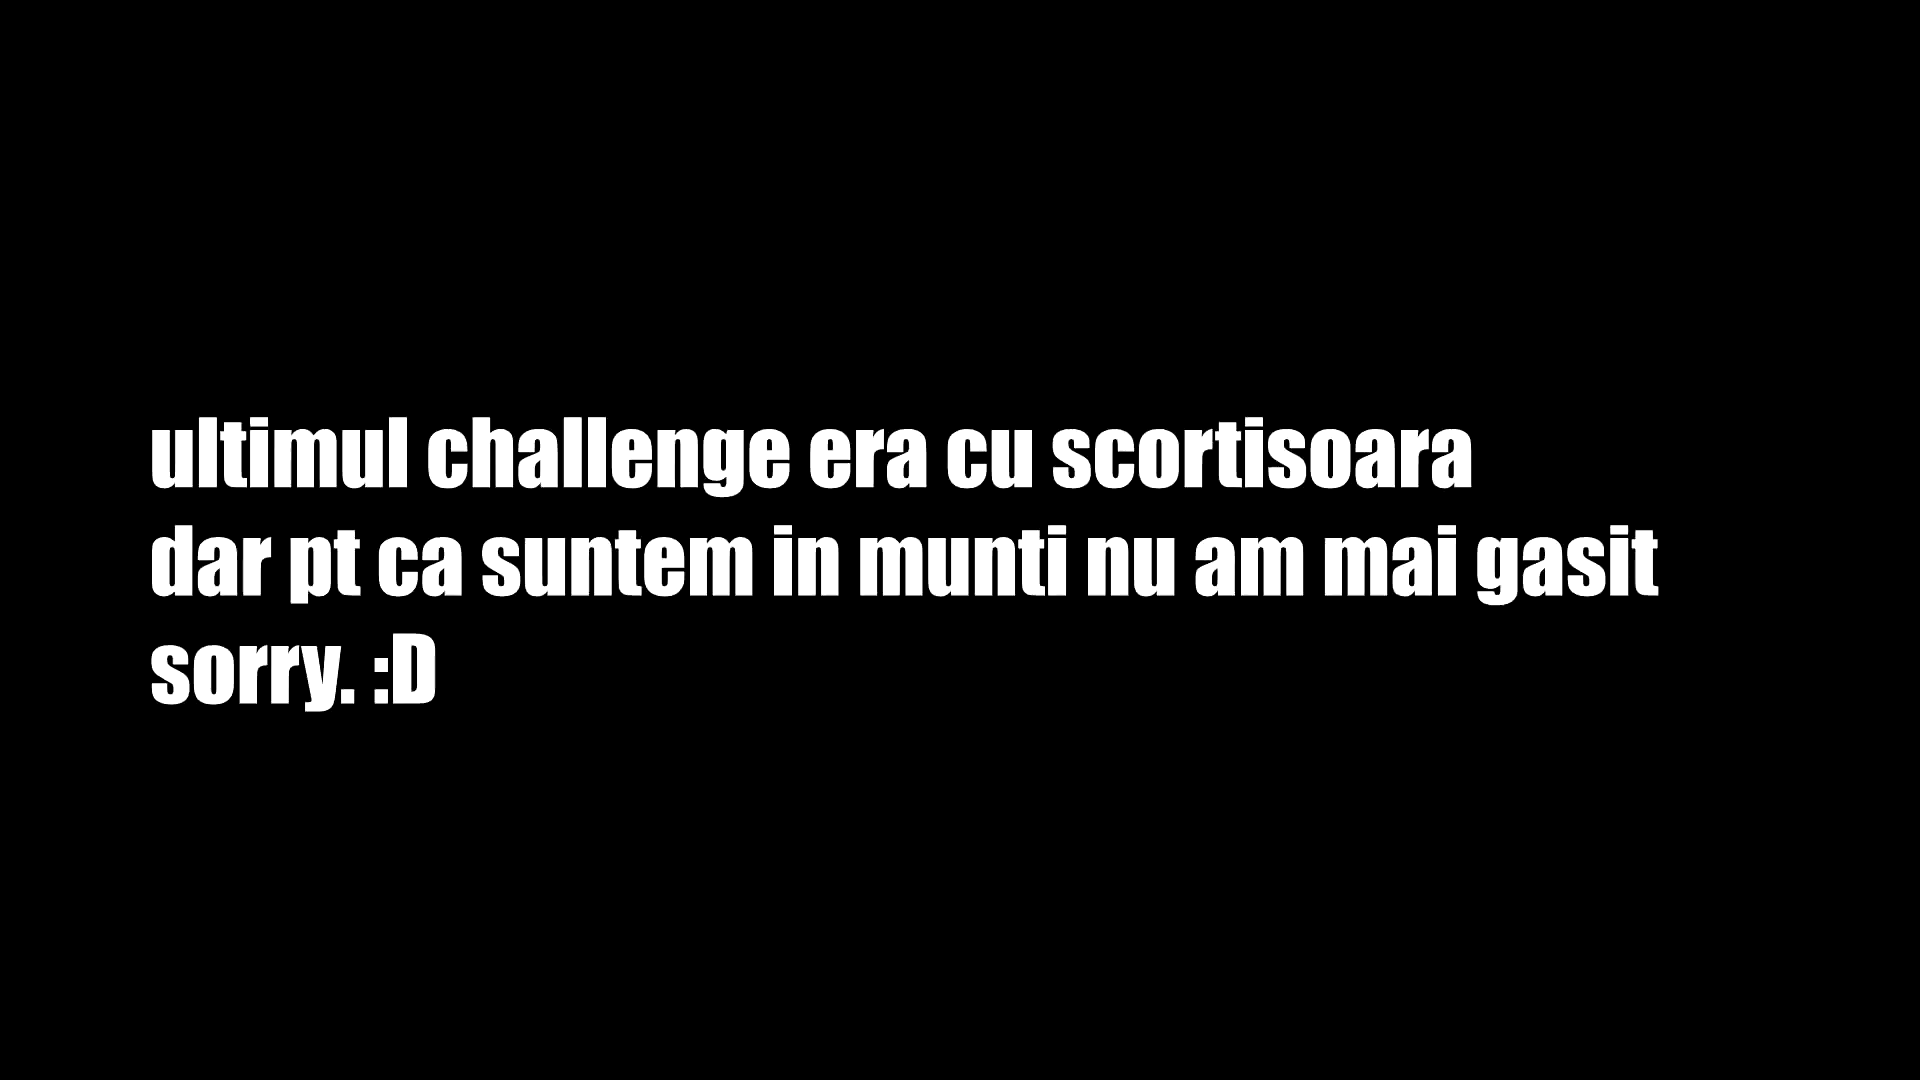 ultimul challenge era cu scortisoara
dar pt ca suntem in munti nu am mai gasit
sorry. :D